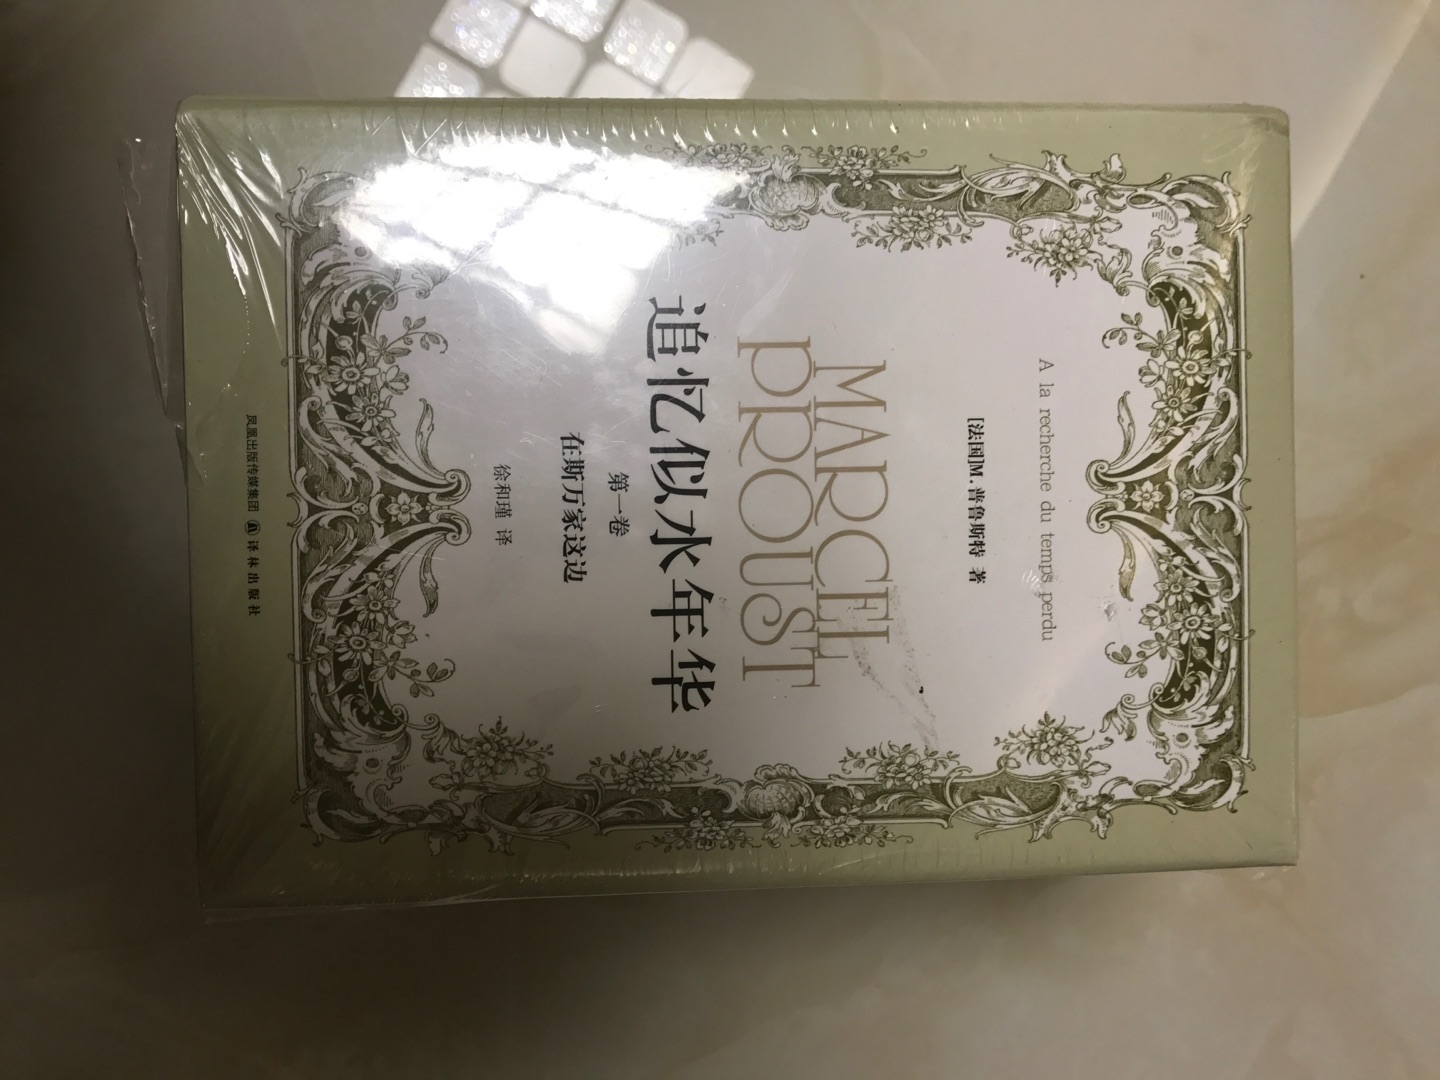 A la recherche du temps perdu
[法国]M.普鲁斯特 著
MARCEL
PROUST
追忆似水年华
第一卷
在斯万家这边
徐和瑾 译
凤凰出版传媒集团 译林出版社